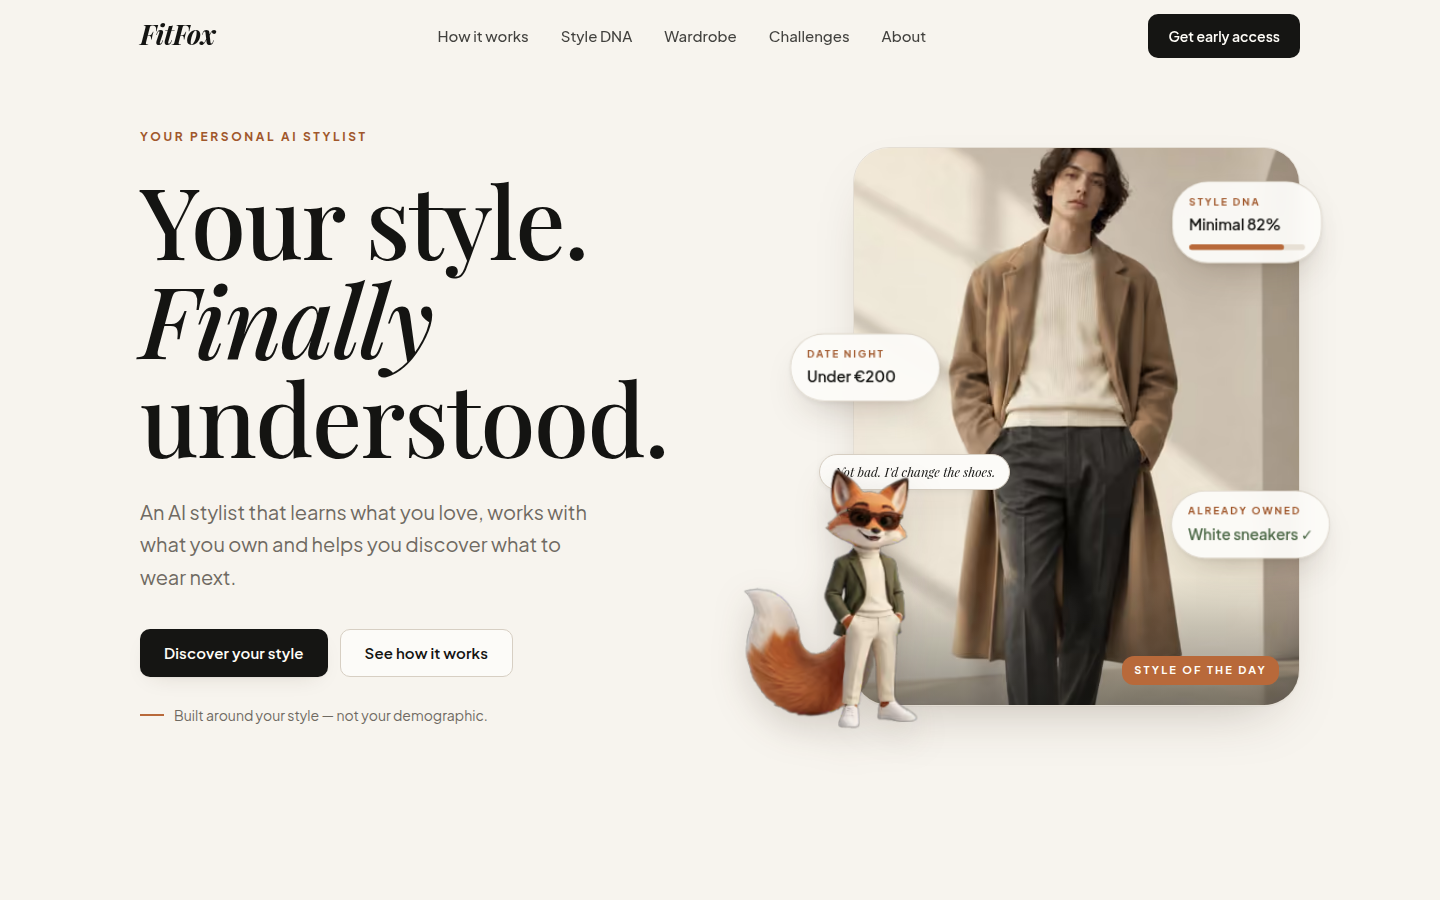 FitFox
How it works
Style DNA
Wardrobe
Challenges
About
Get early access
YOUR PERSONAL AI STYLIST
Your style.
Finally
understood.
An AI stylist that learns what you love, works with
what you own and helps you discover what to
wear next.
Discover your style
See how it works
Built around your style — not your demographic.
STYLE DNA
Minimal 82%
DATE NIGHT
Under €200
Not bad. I'd change the shoes.
ALREADY OWNED
White sneakers ✓
STYLE OF THE DAY